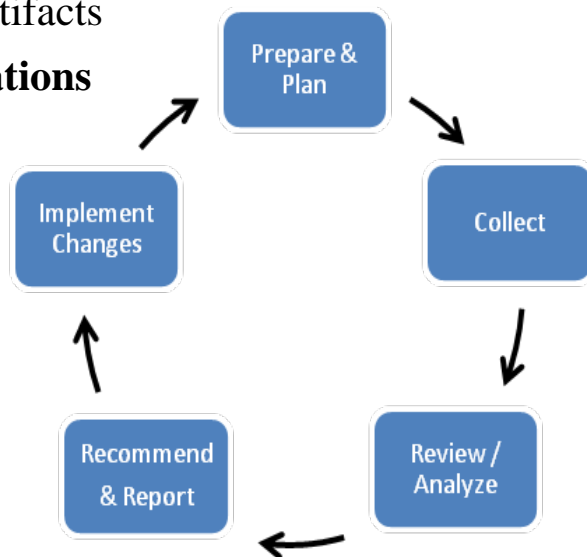 tifacts
ations
Prepare &
Plan
Collect
Review /
Analyze
Recommend
& Report
Implement
Changes